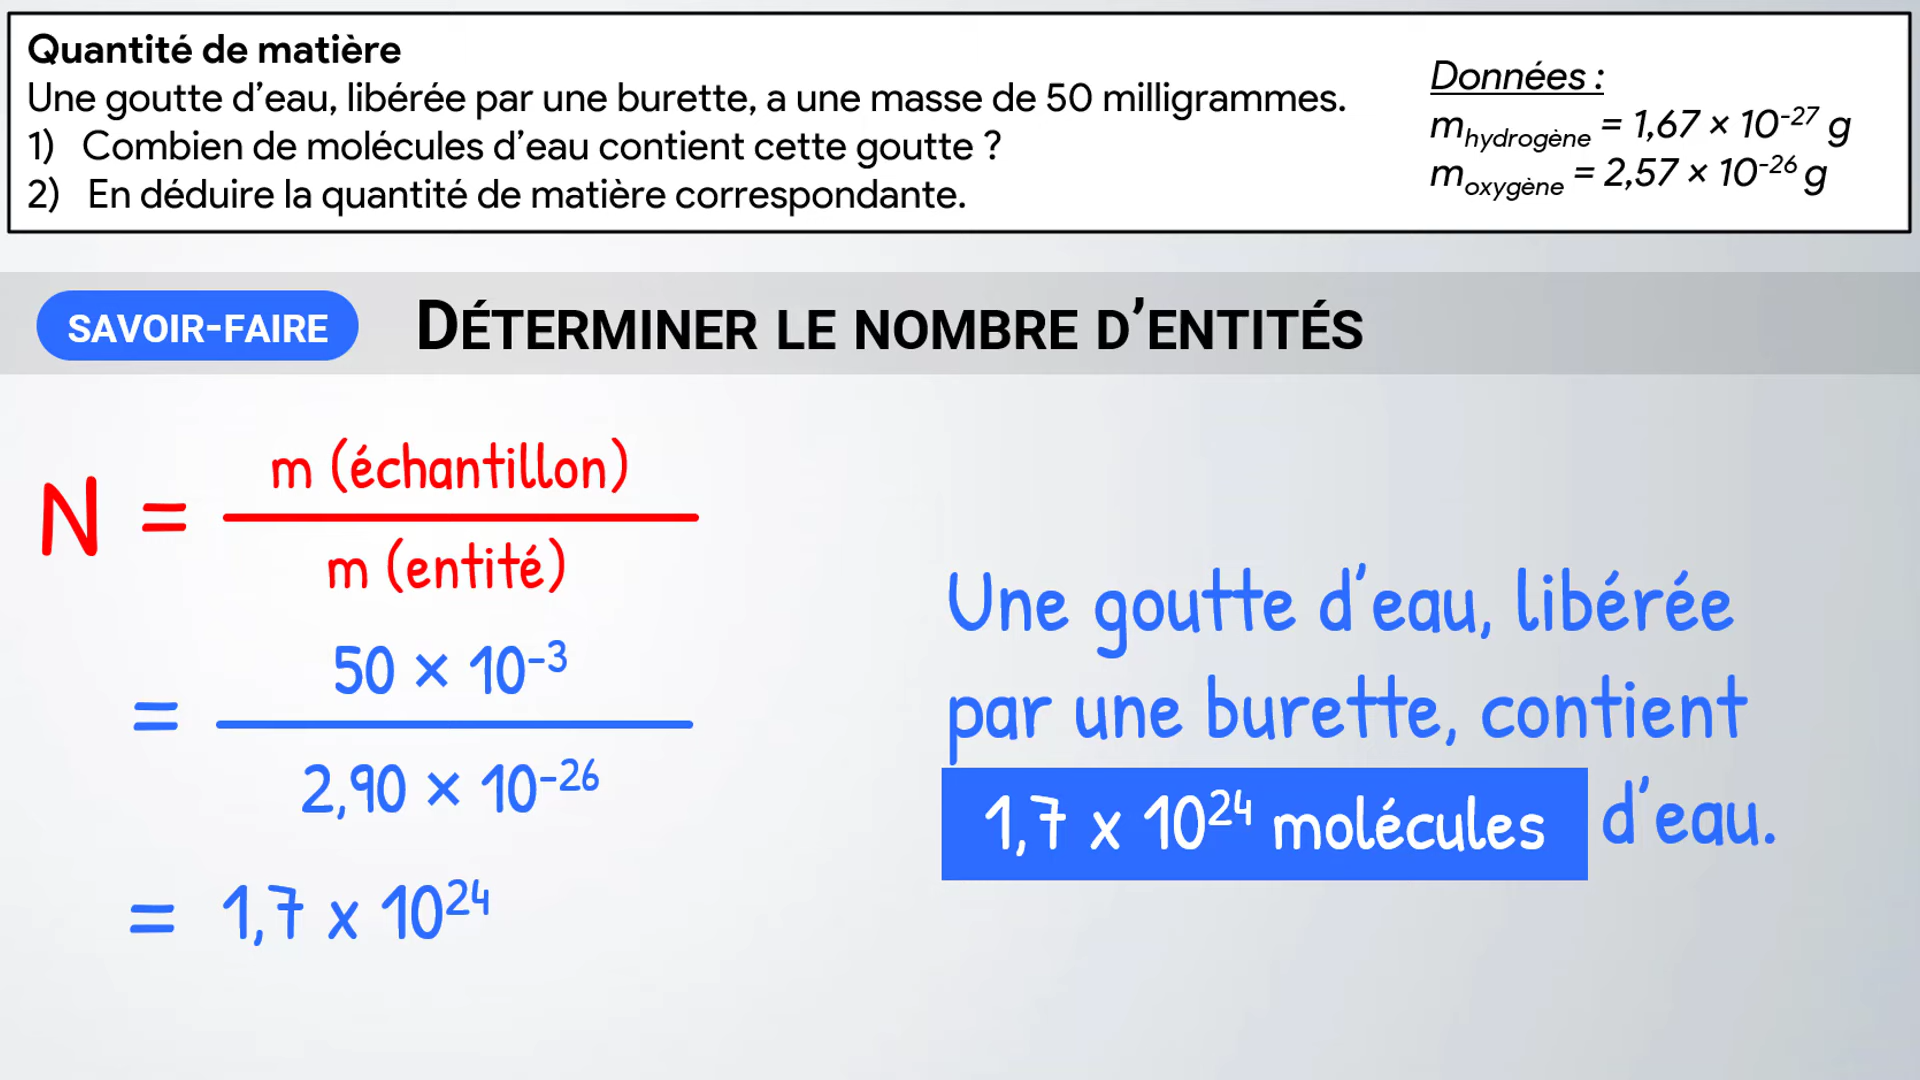 Quantité de matière
Une goutte d’eau, libérée par une burette, a une masse de 50 milligrammes.
1) Combien de molécules d’eau contient cette goutte ?
2) En déduire la quantité de matière correspondante.
Données :
m_hydrogène = 1,67 × 10⁻²⁷ g
m_oxygène = 2,57 × 10⁻²⁶ g
SAVOIR-FAIRE
DÉTERMINER LE NOMBRE D’ENTITÉS
N = m (échantillon)
m (entité)
= 50 × 10⁻³
2,90 × 10⁻²⁶
= 1,7 x 10²⁴
Une goutte d’eau, libérée
par une burette, contient
1,7 x 10²⁴ molécules d’eau.